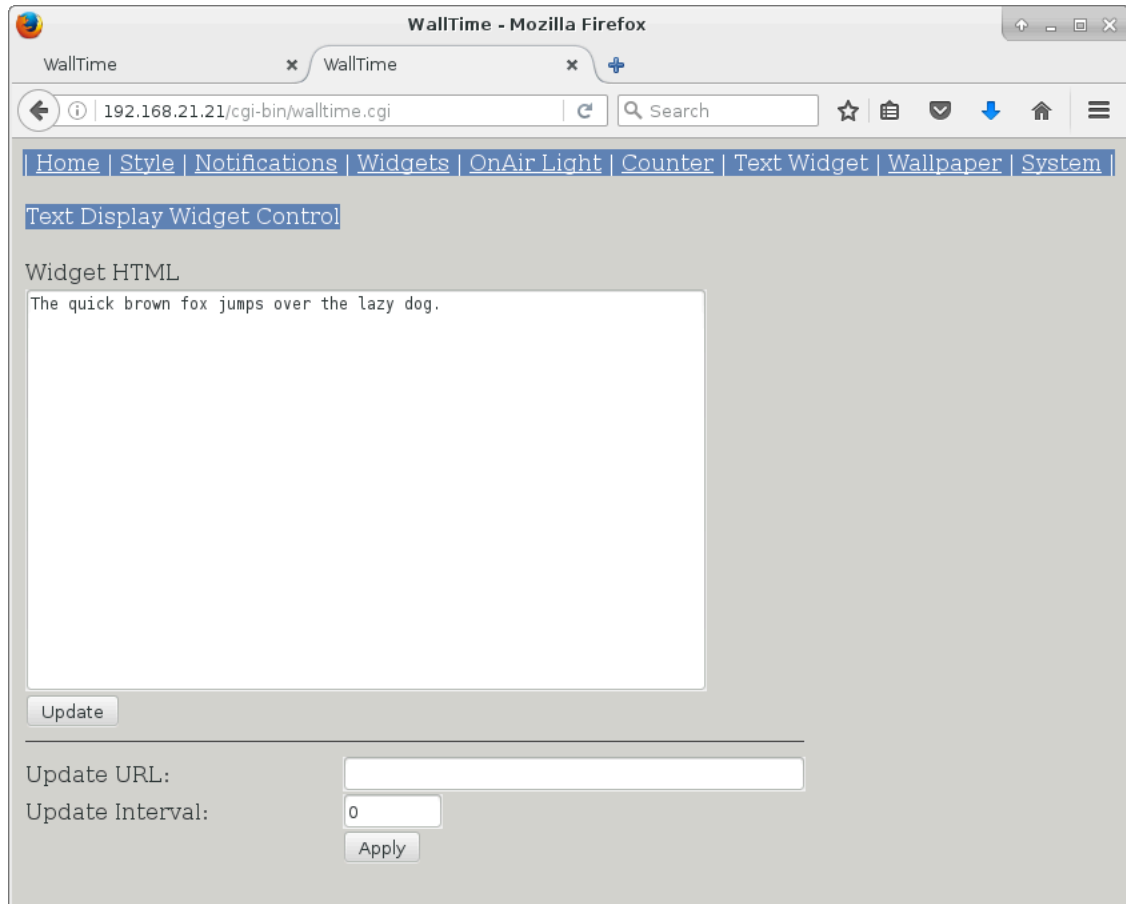 WallTime - Mozilla Firefox
WallTime WallTime
192.168.21.21/cgi-bin/walltime.cgi Search
| Home | Style | Notifications | Widgets | OnAir Light | Counter | Text Widget | Wallpaper | System |
Text Display Widget Control
Widget HTML
The quick brown fox jumps over the lazy dog.
Update
Update URL:
Update Interval: 0
Apply